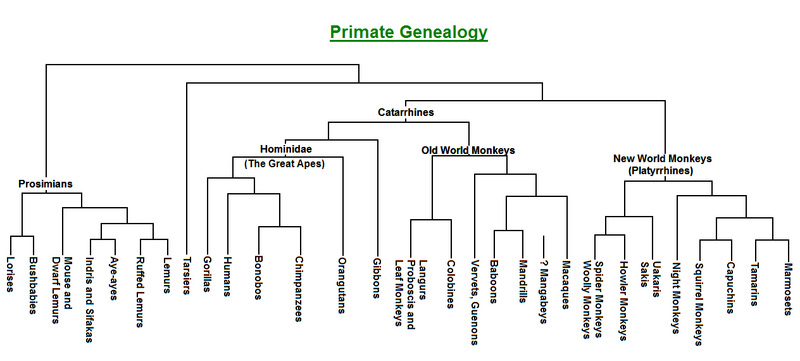 Primate Genealogy
Catarrhines
Hominidae
(The Great Apes)
Old World Monkeys
New World Monkeys
(Platyrrhines)
Prosimians
Lorises
Bushbabies
Mouse and
Dwarf Lemurs
Indris and Sifakas
Aye-ayes
Ruffed Lemurs
Lemurs
Tarsiers
Gorillas
Humans
Bonobos
Chimpanzees
Orangutans
Gibbons
Langurs
Proboscis and
Leaf Monkeys
Colobines
Vervets, Guenons
Baboons
Mandrills
? Mangabeys
Macaques
Spider Monkeys
Woolly Monkeys
Howler Monkeys
Uakaris
Sakis
Night Monkeys
Squirrel Monkeys
Capuchins
Tamarins
Marmosets